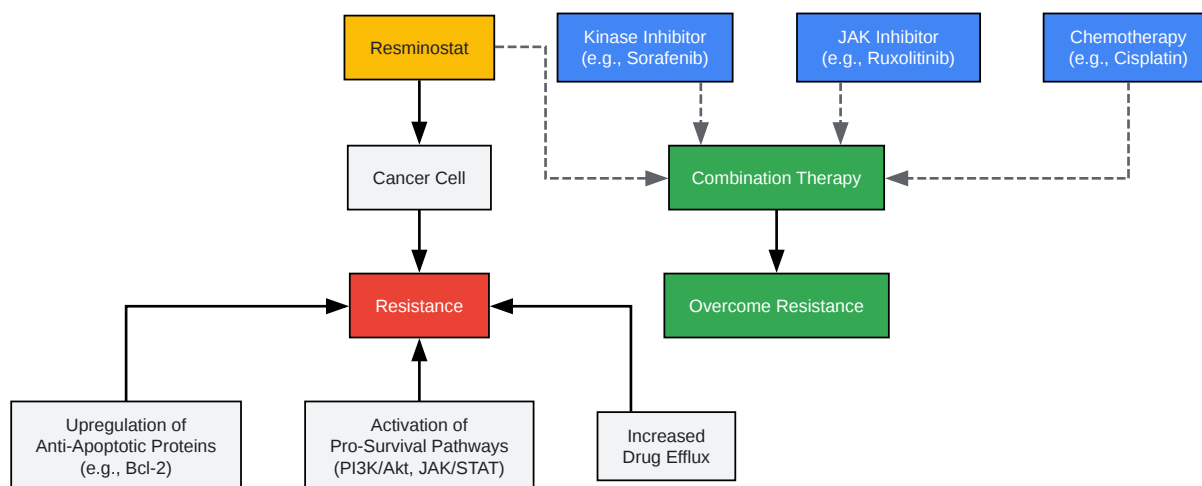 Resminostat
Kinase Inhibitor
(e.g., Sorafenib)
JAK Inhibitor
(e.g., Ruxolitinib)
Chemotherapy
(e.g., Cisplatin)
Cancer Cell
Combination Therapy
Resistance
Overcome Resistance
Upregulation of
Anti-Apoptotic Proteins
(e.g., Bcl-2)
Activation of
Pro-Survival Pathways
(PI3K/Akt, JAK/STAT)
Increased
Drug Efflux